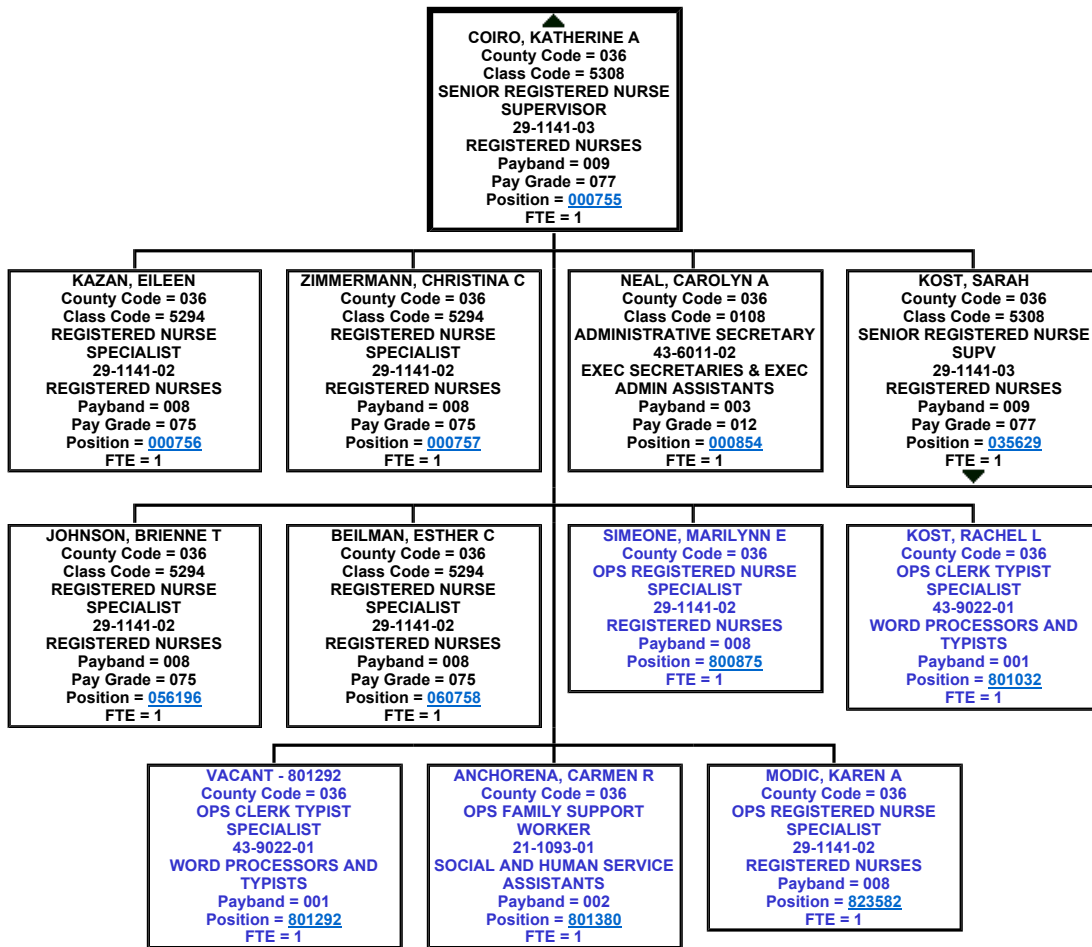 COIRO, KATHERINE A
County Code = 036
Class Code = 5308
SENIOR REGISTERED NURSE
SUPERVISOR
29-1141-03
REGISTERED NURSES
Payband = 009
Pay Grade = 077
Position = 000755
FTE = 1
KAZAN, EILEEN
County Code = 036
Class Code = 5294
REGISTERED NURSE
SPECIALIST
29-1141-02
REGISTERED NURSES
Payband = 008
Pay Grade = 075
Position = 000756
FTE = 1
ZIMMERMANN, CHRISTINA C
County Code = 036
Class Code = 5294
REGISTERED NURSE
SPECIALIST
29-1141-02
REGISTERED NURSES
Payband = 008
Pay Grade = 075
Position = 000757
FTE = 1
NEAL, CAROLYN A
County Code = 036
Class Code = 0108
ADMINISTRATIVE SECRETARY
43-6011-02
EXEC SECRETARIES & EXEC
ADMIN ASSISTANTS
Payband = 003
Pay Grade = 012
Position = 000854
FTE = 1
KOST, SARAH
County Code = 036
Class Code = 5308
SENIOR REGISTERED NURSE
SUPV
29-1141-03
REGISTERED NURSES
Payband = 009
Pay Grade = 077
Position = 035629
FTE = 1
JOHNSON, BRIENNE T
County Code = 036
Class Code = 5294
REGISTERED NURSE
SPECIALIST
29-1141-02
REGISTERED NURSES
Payband = 008
Pay Grade = 075
Position = 056196
FTE = 1
BEILMAN, ESTHER C
County Code = 036
Class Code = 5294
REGISTERED NURSE
SPECIALIST
29-1141-02
REGISTERED NURSES
Payband = 008
Pay Grade = 075
Position = 060758
FTE = 1
SIMEONE, MARILYNN E
County Code = 036
OPS REGISTERED NURSE
SPECIALIST
29-1141-02
REGISTERED NURSES
Payband = 008
Position = 800875
FTE = 1
KOST, RACHEL L
County Code = 036
OPS CLERK TYPIST
SPECIALIST
43-9022-01
WORD PROCESSORS AND
TYPISTS
Payband = 001
Position = 801032
FTE = 1
VACANT - 801292
County Code = 036
OPS CLERK TYPIST
SPECIALIST
43-9022-01
WORD PROCESSORS AND
TYPISTS
Payband = 001
Position = 801292
FTE = 1
ANCHORENA, CARMEN R
County Code = 036
OPS FAMILY SUPPORT
WORKER
21-1093-01
SOCIAL AND HUMAN SERVICE
ASSISTANTS
Payband = 002
Position = 801380
FTE = 1
MODIC, KAREN A
County Code = 036
OPS REGISTERED NURSE
SPECIALIST
29-1141-02
REGISTERED NURSES
Payband = 008
Position = 823582
FTE = 1